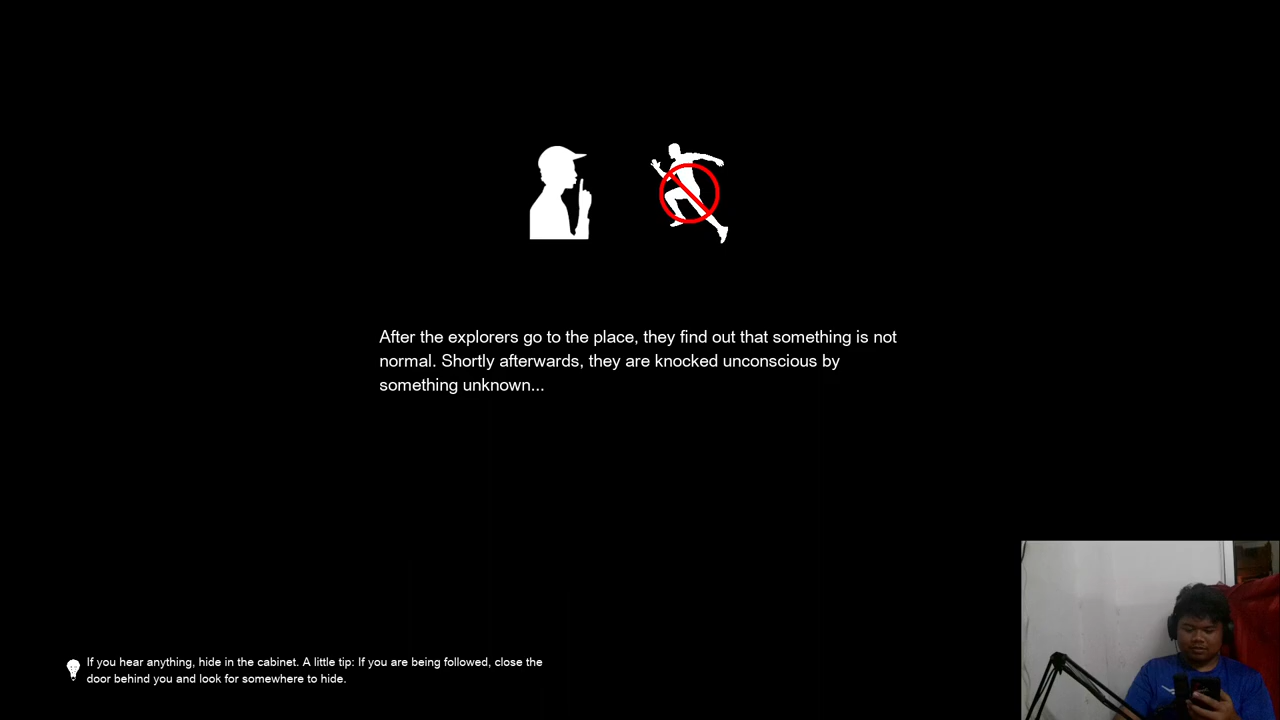 After the explorers go to the place, they find out that something is not
normal. Shortly afterwards, they are knocked unconscious by
something unknown...
If you hear anything, hide in the cabinet. A little tip: If you are being followed, close the
door behind you and look for somewhere to hide.